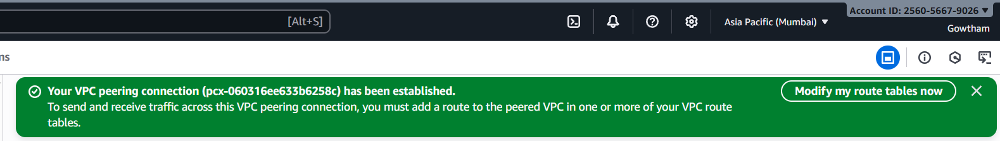 [Alt+S]
Asia Pacific (Mumbai)
Account ID: 2560-5667-9026
Gowtham
ns
Your VPC peering connection (pcx-060316ee633b6258c) has been established.
To send and receive traffic across this VPC peering connection, you must add a route to the peered VPC in one or more of your VPC route
tables.
Modify my route tables now